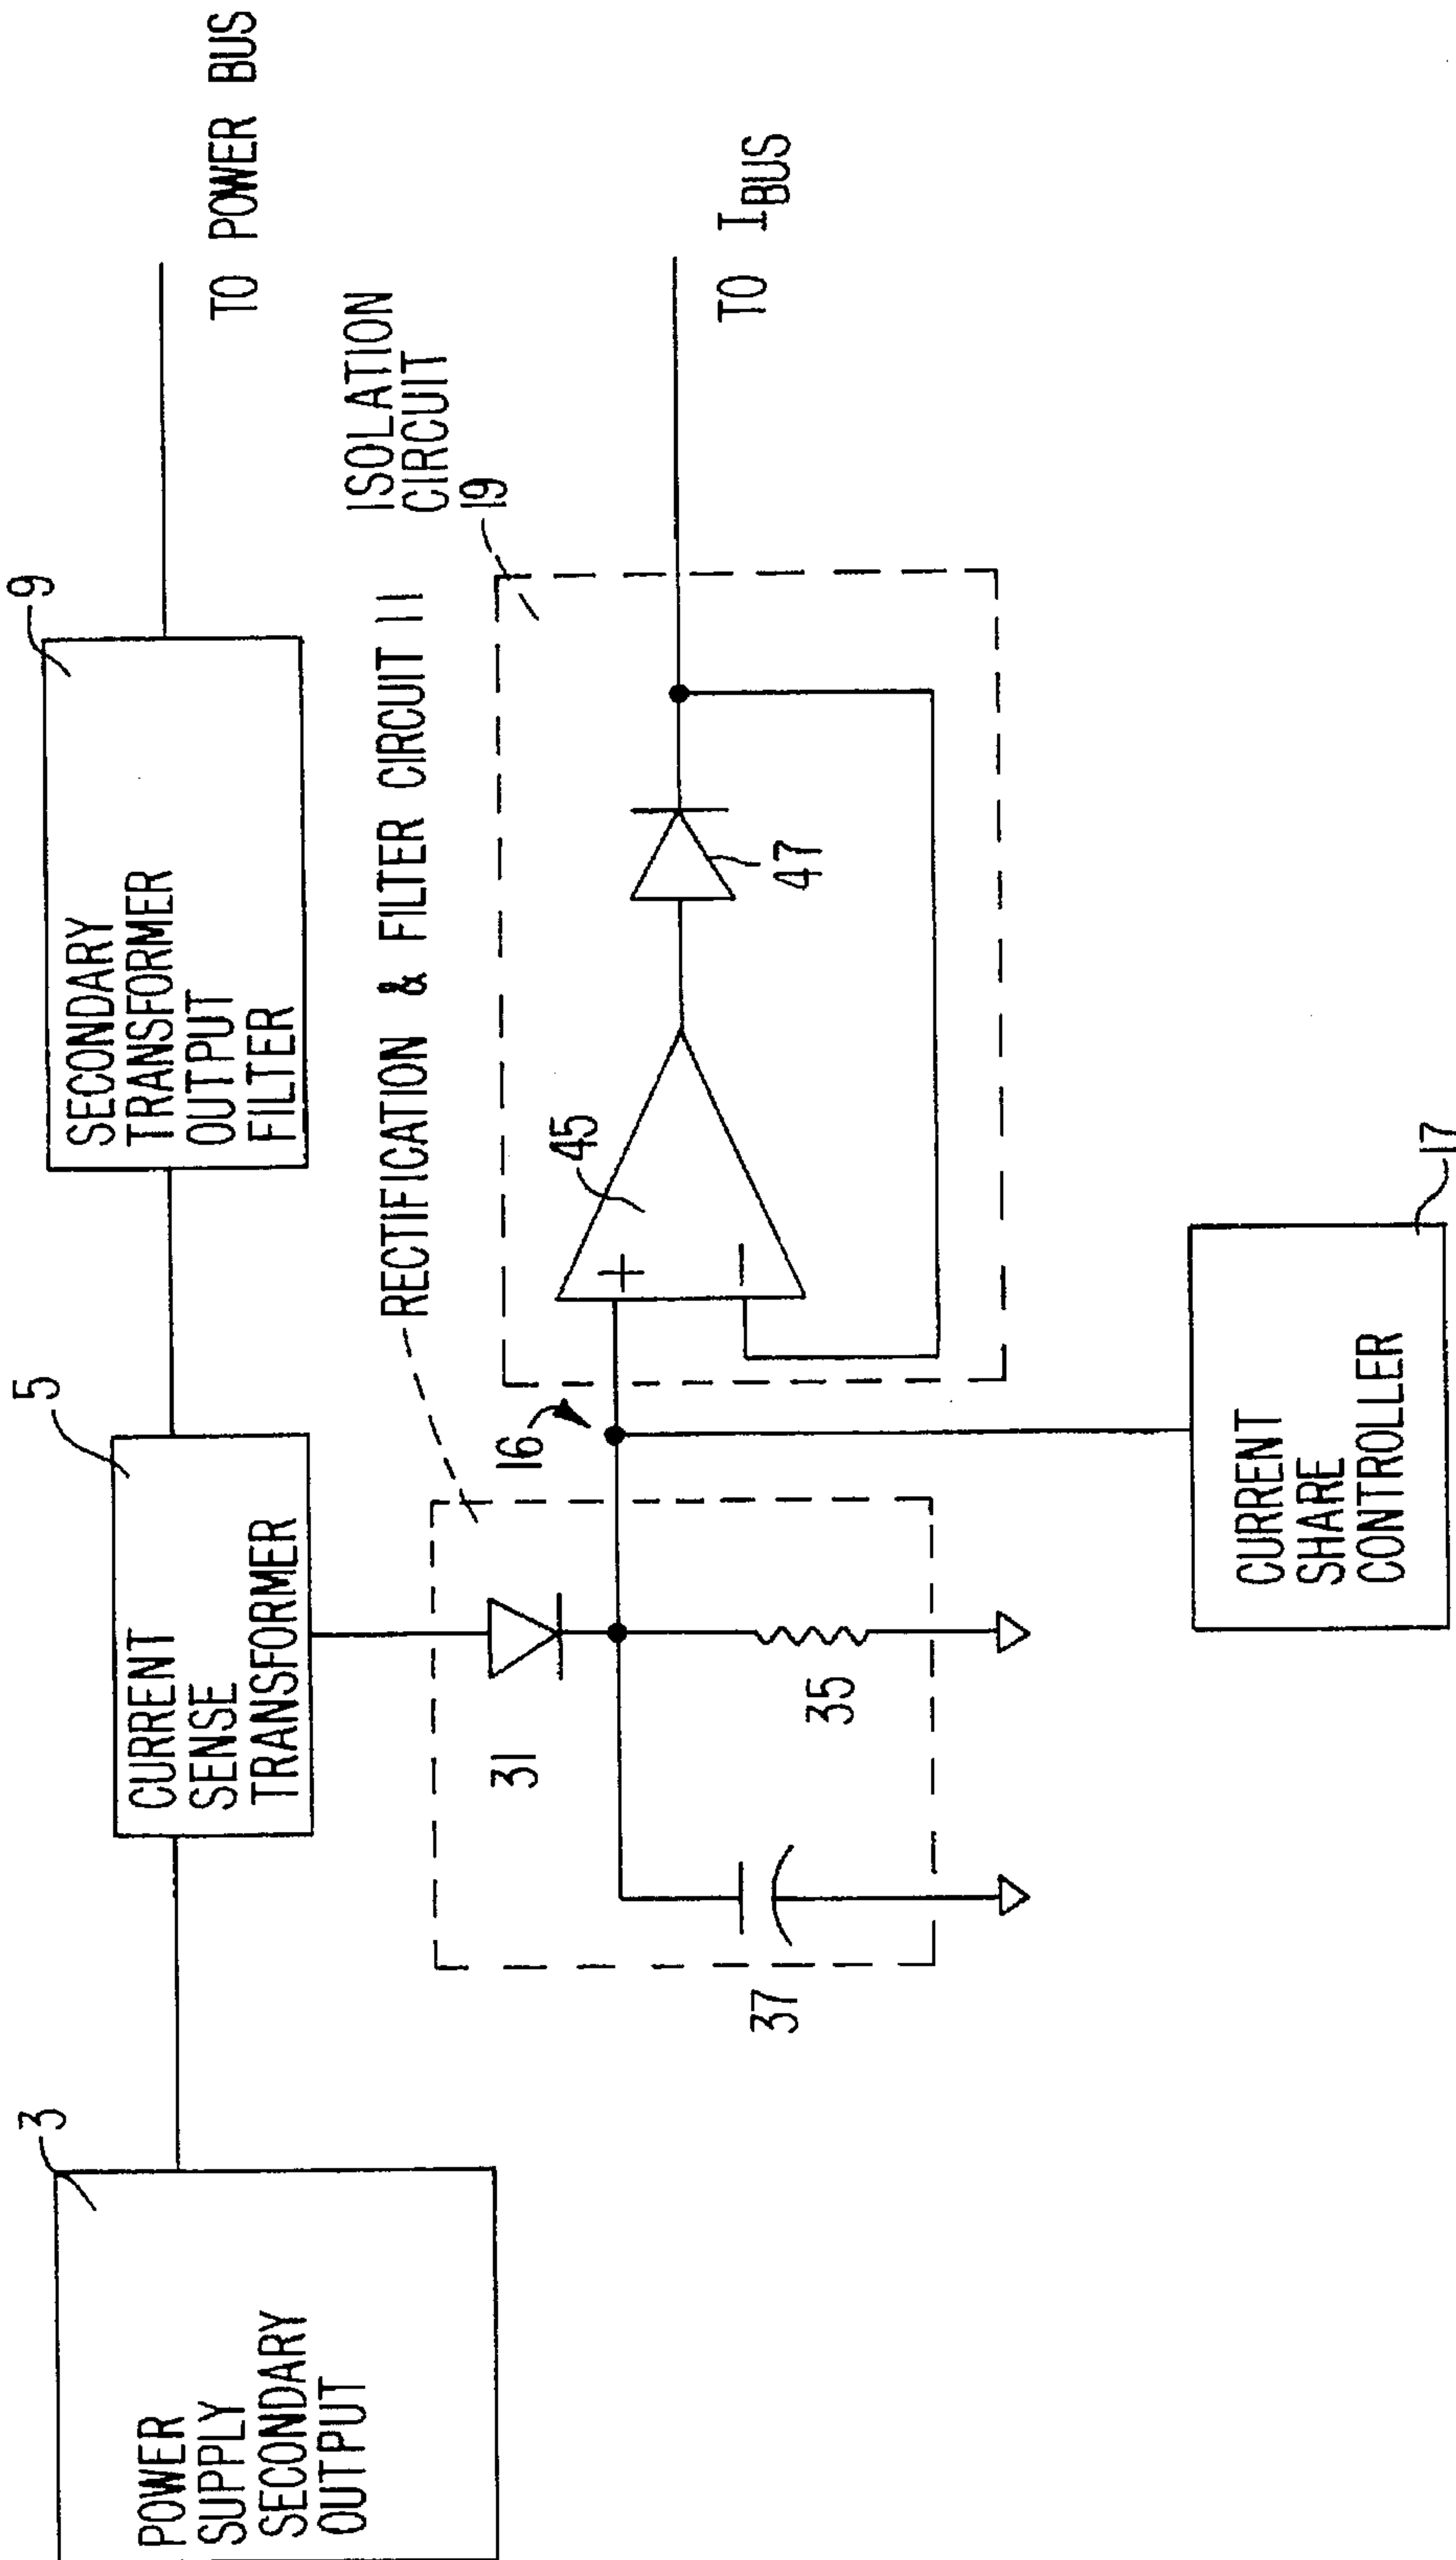 3
POWER
SUPPLY
SECONDARY
OUTPUT
5
CURRENT
SENSE
TRANSFORMER
9
SECONDARY
TRANSFORMER
OUTPUT
FILTER
TO POWER BUS
RECTIFICATION & FILTER CIRCUIT 11
ISOLATION
CIRCUIT
19
31
35
37
16
45
+
−
47
TO IBUS
CURRENT
SHARE
CONTROLLER
17